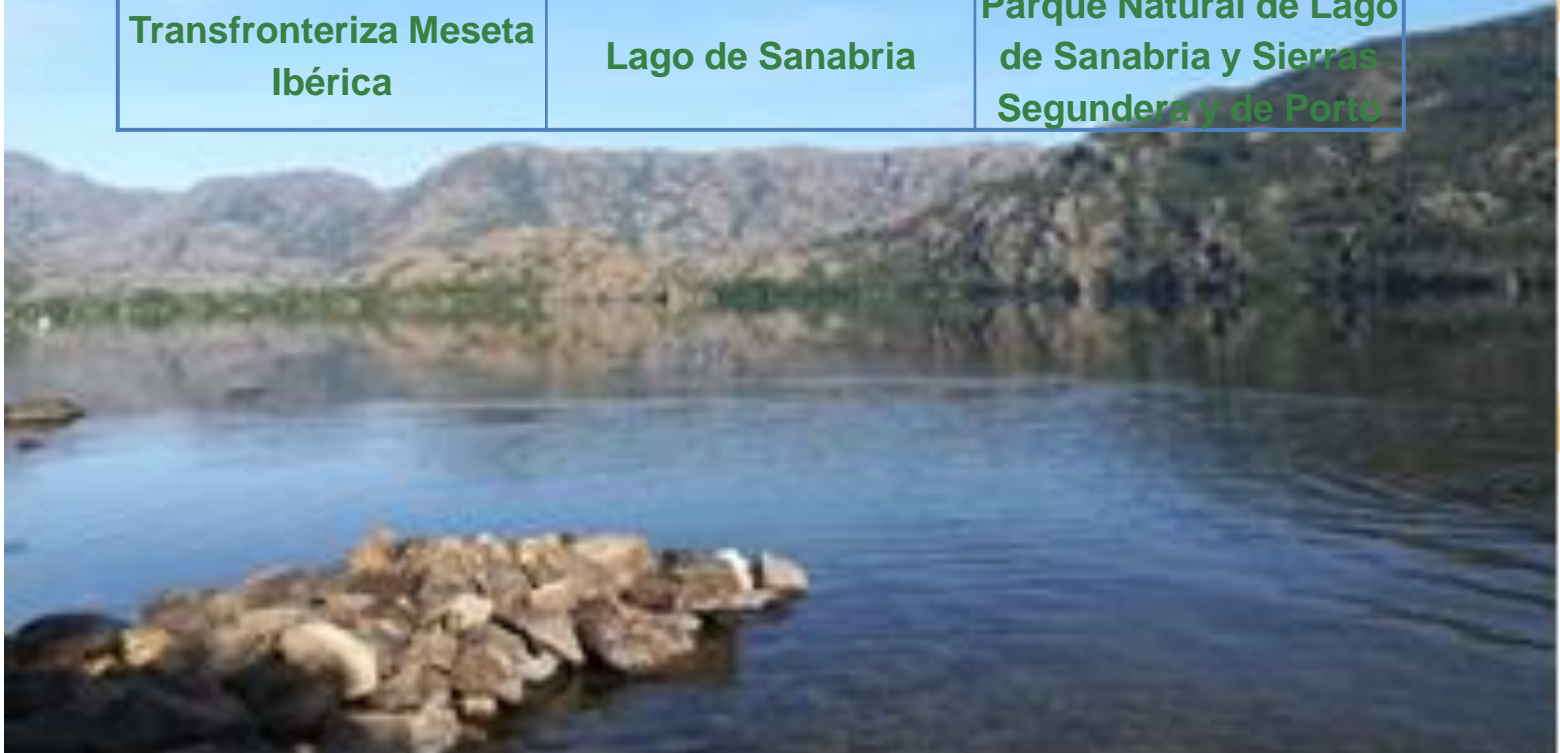 Transfronteriza Meseta
Ibérica
Lago de Sanabria
Parque Natural de Lago
de Sanabria y Sierras
Segundera y de Porto